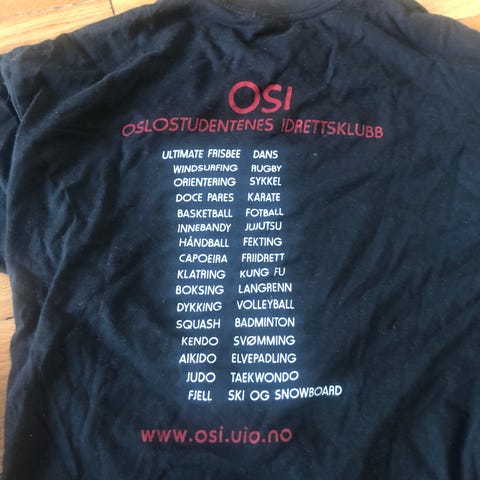 OSI
OSLOSTUDENTENES IDRETTSKLUBB
ULTIMATE FRISBEE DANS
WINDSURFING RUGBY
ORIENTERING SYKKEL
DOCE PARES KARATE
BASKETBALL FOTBALL
INNEBANDY JUJUTSU
HÅNDBALL FEKTING
CAPOEIRA FRIIDRETT
KLATRING KUNG FU
BOKSING LANGRENN
DYKKING VOLLEYBALL
SQUASH BADMINTON
KENDO SVØMMING
AIKIDO ELVEPADLING
JUDO TAEKWONDO
FJELL SKI OG SNOWBOARD
www.osi.uio.no